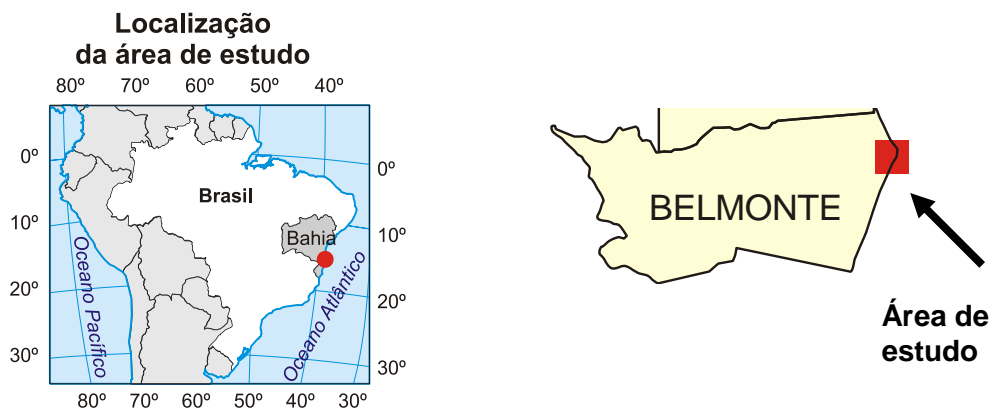 Localização
da área de estudo
80º 70º 60º 50º 40º
0º
0º
Brasil
10º
Bahia
10º
Oceano Pacífico
Oceano Atlântico
20º
20º
30º
30º
80º 70º 60º 50º 40º 30º
BELMONTE
Área de
estudo